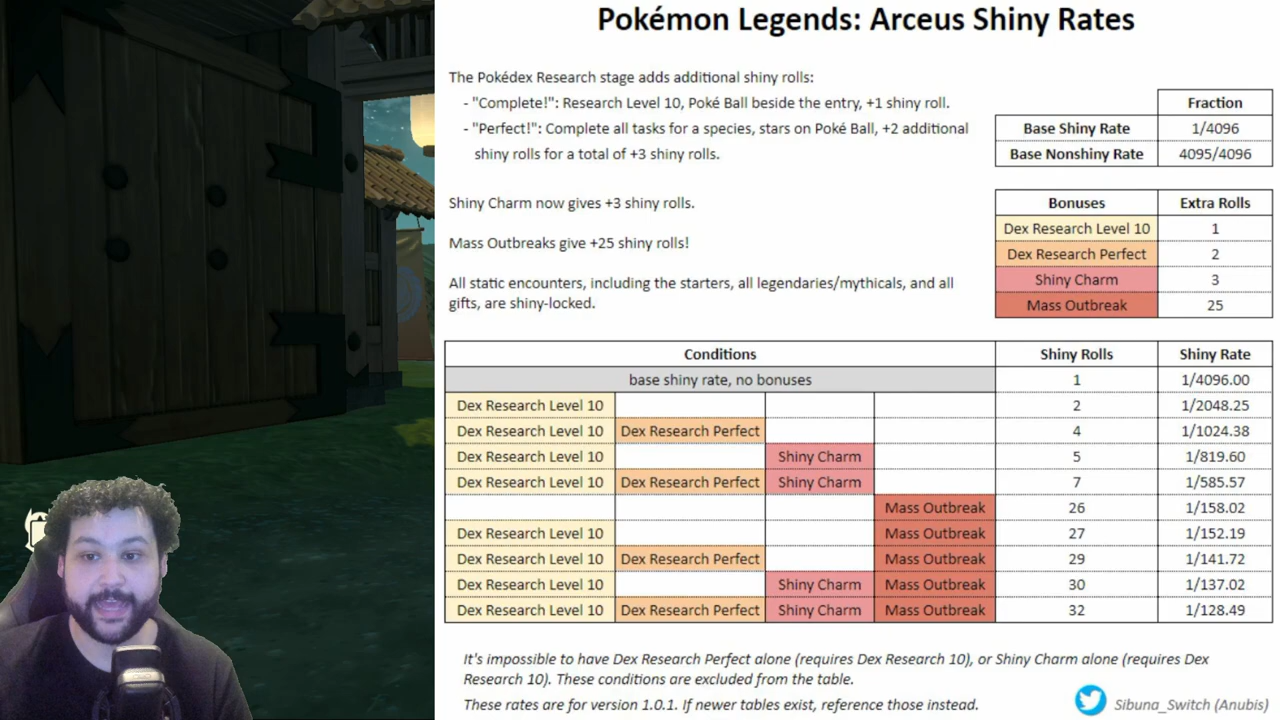 Pokémon Legends: Arceus Shiny Rates
The Pokédex Research stage adds additional shiny rolls:
- "Complete!": Research Level 10, Poké Ball beside the entry, +1 shiny roll.
- "Perfect!": Complete all tasks for a species, stars on Poké Ball, +2 additional
shiny rolls for a total of +3 shiny rolls.
Shiny Charm now gives +3 shiny rolls.
Mass Outbreaks give +25 shiny rolls!
All static encounters, including the starters, all legendaries/mythicals, and all
gifts, are shiny-locked.
Fraction
Base Shiny Rate 1/4096
Base Nonshiny Rate 4095/4096
Bonuses Extra Rolls
Dex Research Level 10 1
Dex Research Perfect 2
Shiny Charm 3
Mass Outbreak 25
Conditions Shiny Rolls Shiny Rate
base shiny rate, no bonuses 1 1/4096.00
Dex Research Level 10 2 1/2048.25
Dex Research Level 10 Dex Research Perfect 4 1/1024.38
Dex Research Level 10 Shiny Charm 5 1/819.60
Dex Research Level 10 Dex Research Perfect Shiny Charm 7 1/585.57
Mass Outbreak 26 1/158.02
Dex Research Level 10 Mass Outbreak 27 1/152.19
Dex Research Level 10 Dex Research Perfect Mass Outbreak 29 1/141.72
Dex Research Level 10 Shiny Charm Mass Outbreak 30 1/137.02
Dex Research Level 10 Dex Research Perfect Shiny Charm Mass Outbreak 32 1/128.49
It's impossible to have Dex Research Perfect alone (requires Dex Research 10), or Shiny Charm alone (requires Dex
Research 10). These conditions are excluded from the table.
These rates are for version 1.0.1. If newer tables exist, reference those instead.
Sibuna_Switch (Anubis)